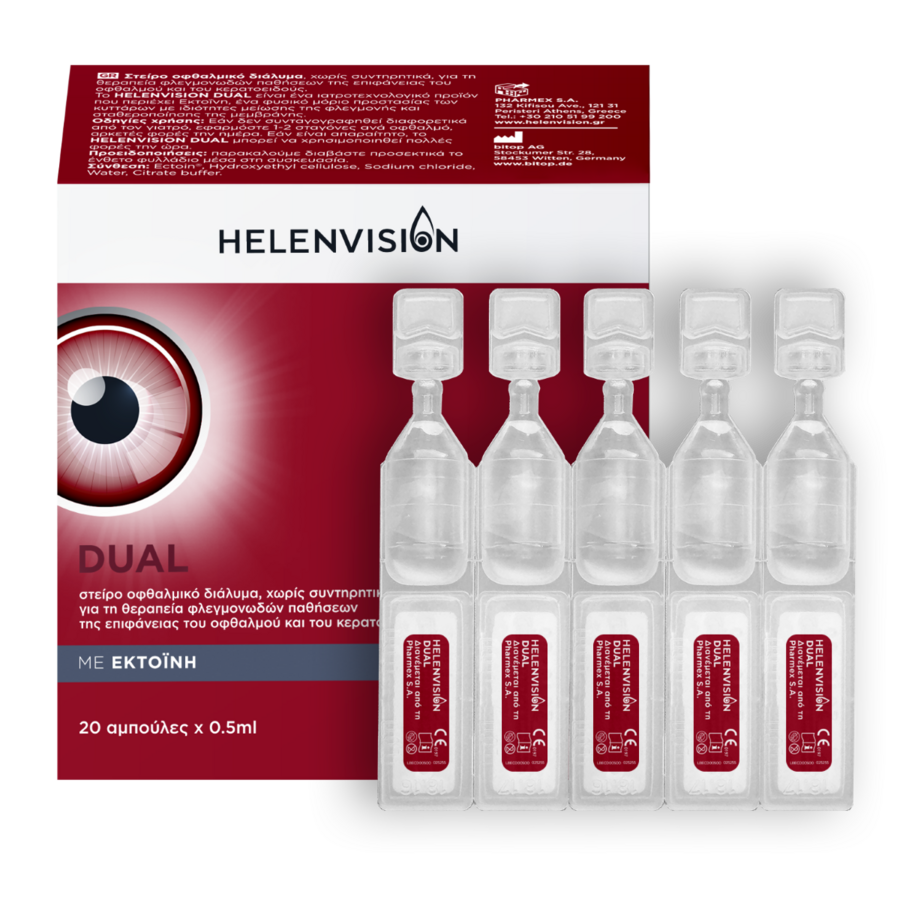 GR Στείρο οφθαλμικό διάλυμα, χωρίς συντηρητικά, για τη
θεραπεία φλεγμονωδών παθήσεων της επιφάνειας του
οφθαλμού και του κερατοειδούς.
Το HELENVISION DUAL είναι ένα ιατροτεχνολογικό προϊόν
που περιέχει Εκτοΐνη, ένα φυσικό μόριο προστασίας των
κυττάρων με ιδιότητες μείωσης της φλεγμονής και
σταθεροποίησης της μεμβράνης.
Οδηγίες χρήσης: Εάν δεν συνταγογραφηθεί διαφορετικά
από τον γιατρό, εφαρμόστε 1-2 σταγόνες ανά οφθαλμό,
αρκετές φορές την ημέρα. Εάν είναι απαραίτητο, το
HELENVISION DUAL μπορεί να χρησιμοποιηθεί πολλές
φορές την ώρα.
Προειδοποιήσεις: παρακαλούμε διαβάστε προσεκτικά το
ένθετο φυλλάδιο μέσα στη συσκευασία.
Σύνθεση: Ectoin®, Hydroxyethyl cellulose, Sodium chloride,
Water, Citrate buffer.
PHARMEX S.A.
132 Kifisou Ave., 121 31
Peristeri Athens, Greece
Tel.: +30 210 51 99 200
www.helenvision.gr
bitop AG
Stockumer Str. 28,
58453 Witten, Germany
www.bitop.de
HELENVISION
DUAL
στείρο οφθαλμικό διάλυμα, χωρίς συντηρητικ
για τη θεραπεία φλεγμονωδών παθήσεων
της επιφάνειας του οφθαλμού και του κερατο
ΜΕ ΕΚΤΟΪΝΗ
20 αμπούλες x 0.5ml
HELENVISION
DUAL
Διανέμεται από τη
Pharmex S.A.
CE
HELENVISION
DUAL
Διανέμεται από τη
Pharmex S.A.
CE
HELENVISION
DUAL
Διανέμεται από τη
Pharmex S.A.
CE
HELENVISION
DUAL
Διανέμεται από τη
Pharmex S.A.
CE
HELENVISION
DUAL
Διανέμεται από τη
Pharmex S.A.
CE